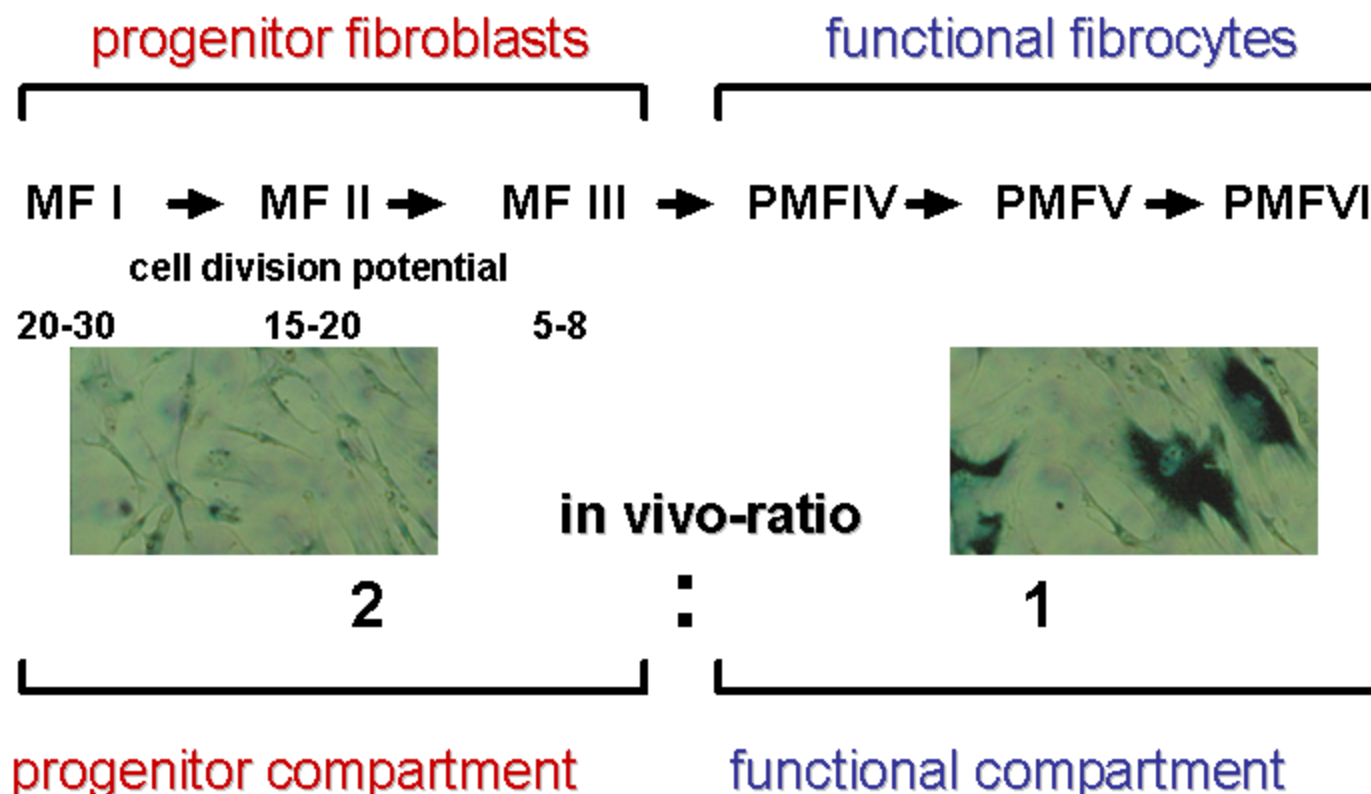 progenitor fibroblasts functional fibrocytes
MF I MF II MF III PMFIV PMFV PMFVI
cell division potential
20-30 15-20 5-8
in vivo-ratio
2 : 1
progenitor compartment functional compartment